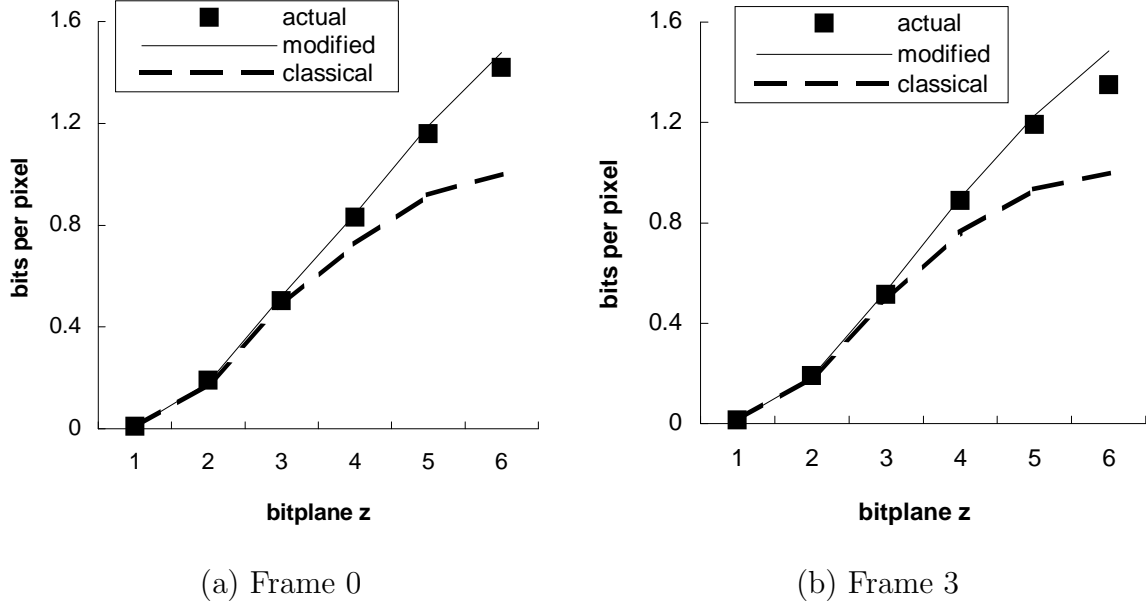 1.6
1.2
0.8
0.4
0
bits per pixel
actual
modified
classical
1 2 3 4 5 6
bitplane z
(a) Frame 0
1.6
1.2
0.8
0.4
0
bits per pixel
actual
modified
classical
1 2 3 4 5 6
bitplane z
(b) Frame 3